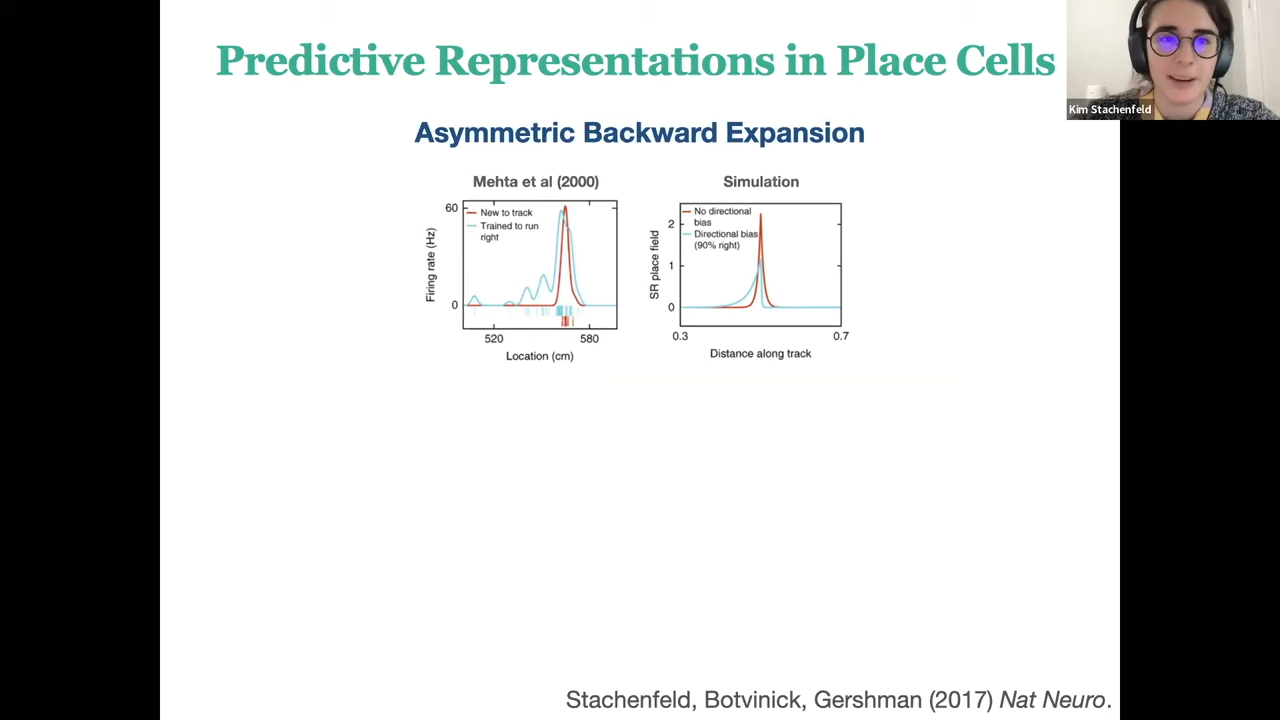 Predictive Representations in Place Cells
Kim Stachenfeld
Asymmetric Backward Expansion
Mehta et al (2000)
60
New to track
Trained to run
right
Firing rate (Hz)
0
520
580
Location (cm)
Simulation
No directional
bias
Directional bias
(90% right)
2
1
0
SR place field
0.3
0.7
Distance along track
Stachenfeld, Botvinick, Gershman (2017) Nat Neuro.